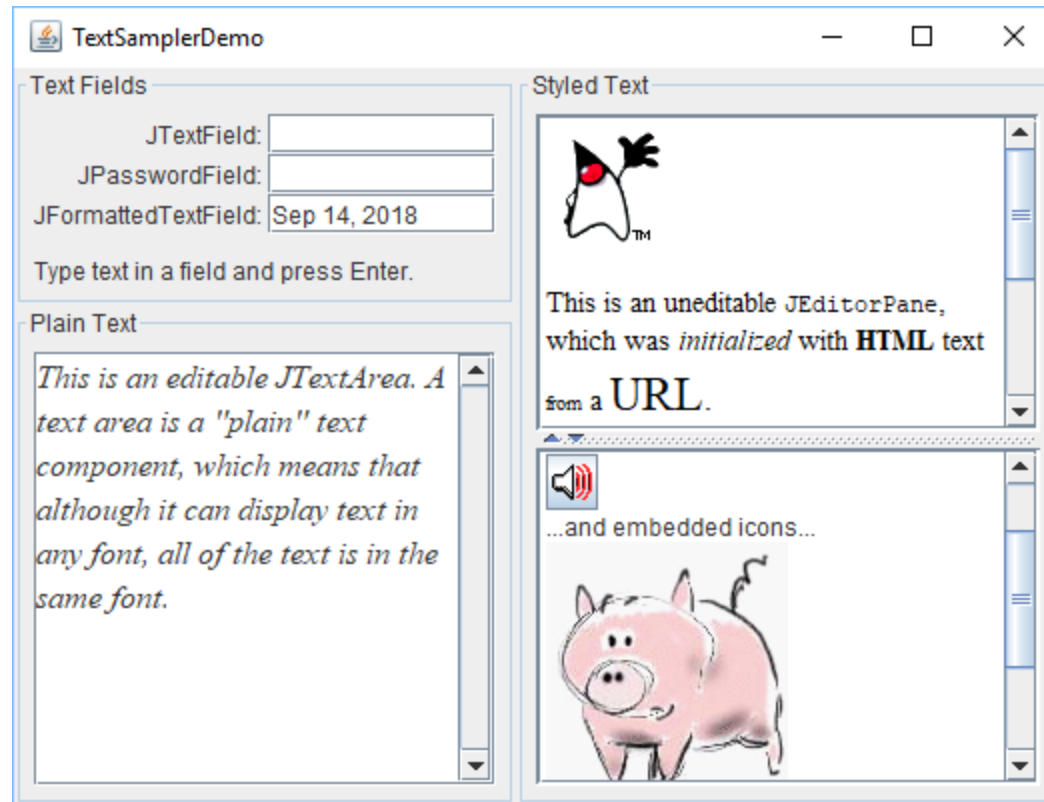 TextSamplerDemo
Text Fields
JTextField:
JPasswordField:
JFormattedTextField: Sep 14, 2018
Type text in a field and press Enter.
Plain Text
This is an editable JTextArea. A
text area is a "plain" text
component, which means that
although it can display text in
any font, all of the text is in the
same font.
Styled Text
TM
This is an uneditable JEditorPane,
which was initialized with HTML text
from a URL.
...and embedded icons...